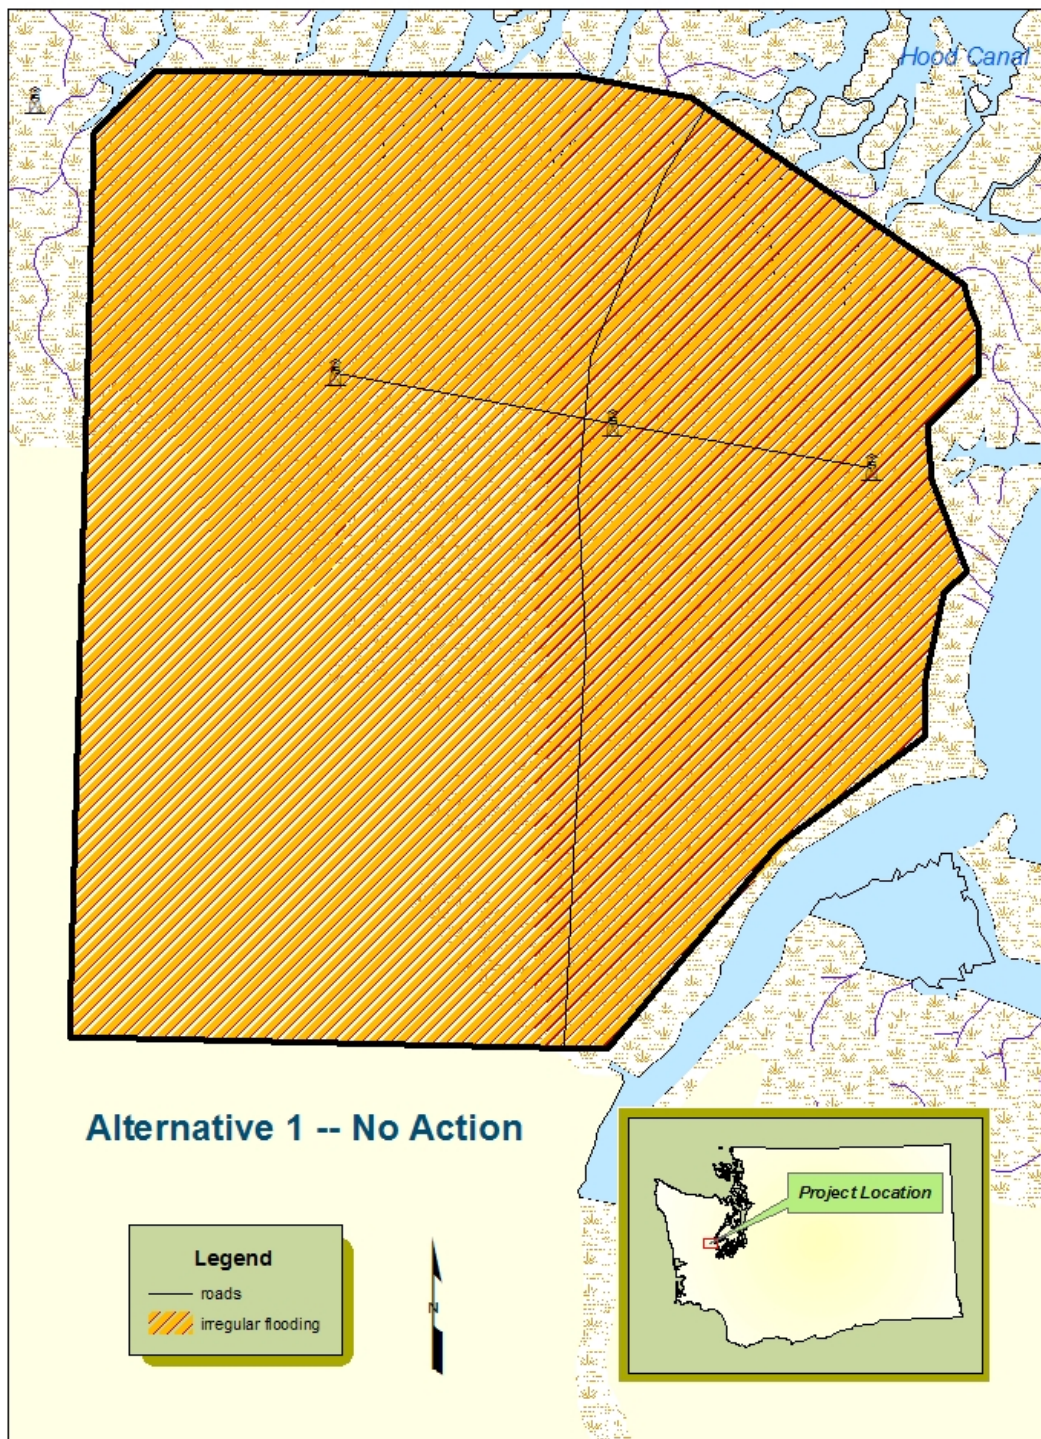 Hood Canal
Alternative 1 -- No Action
Project Location
Legend
roads
irregular flooding
N